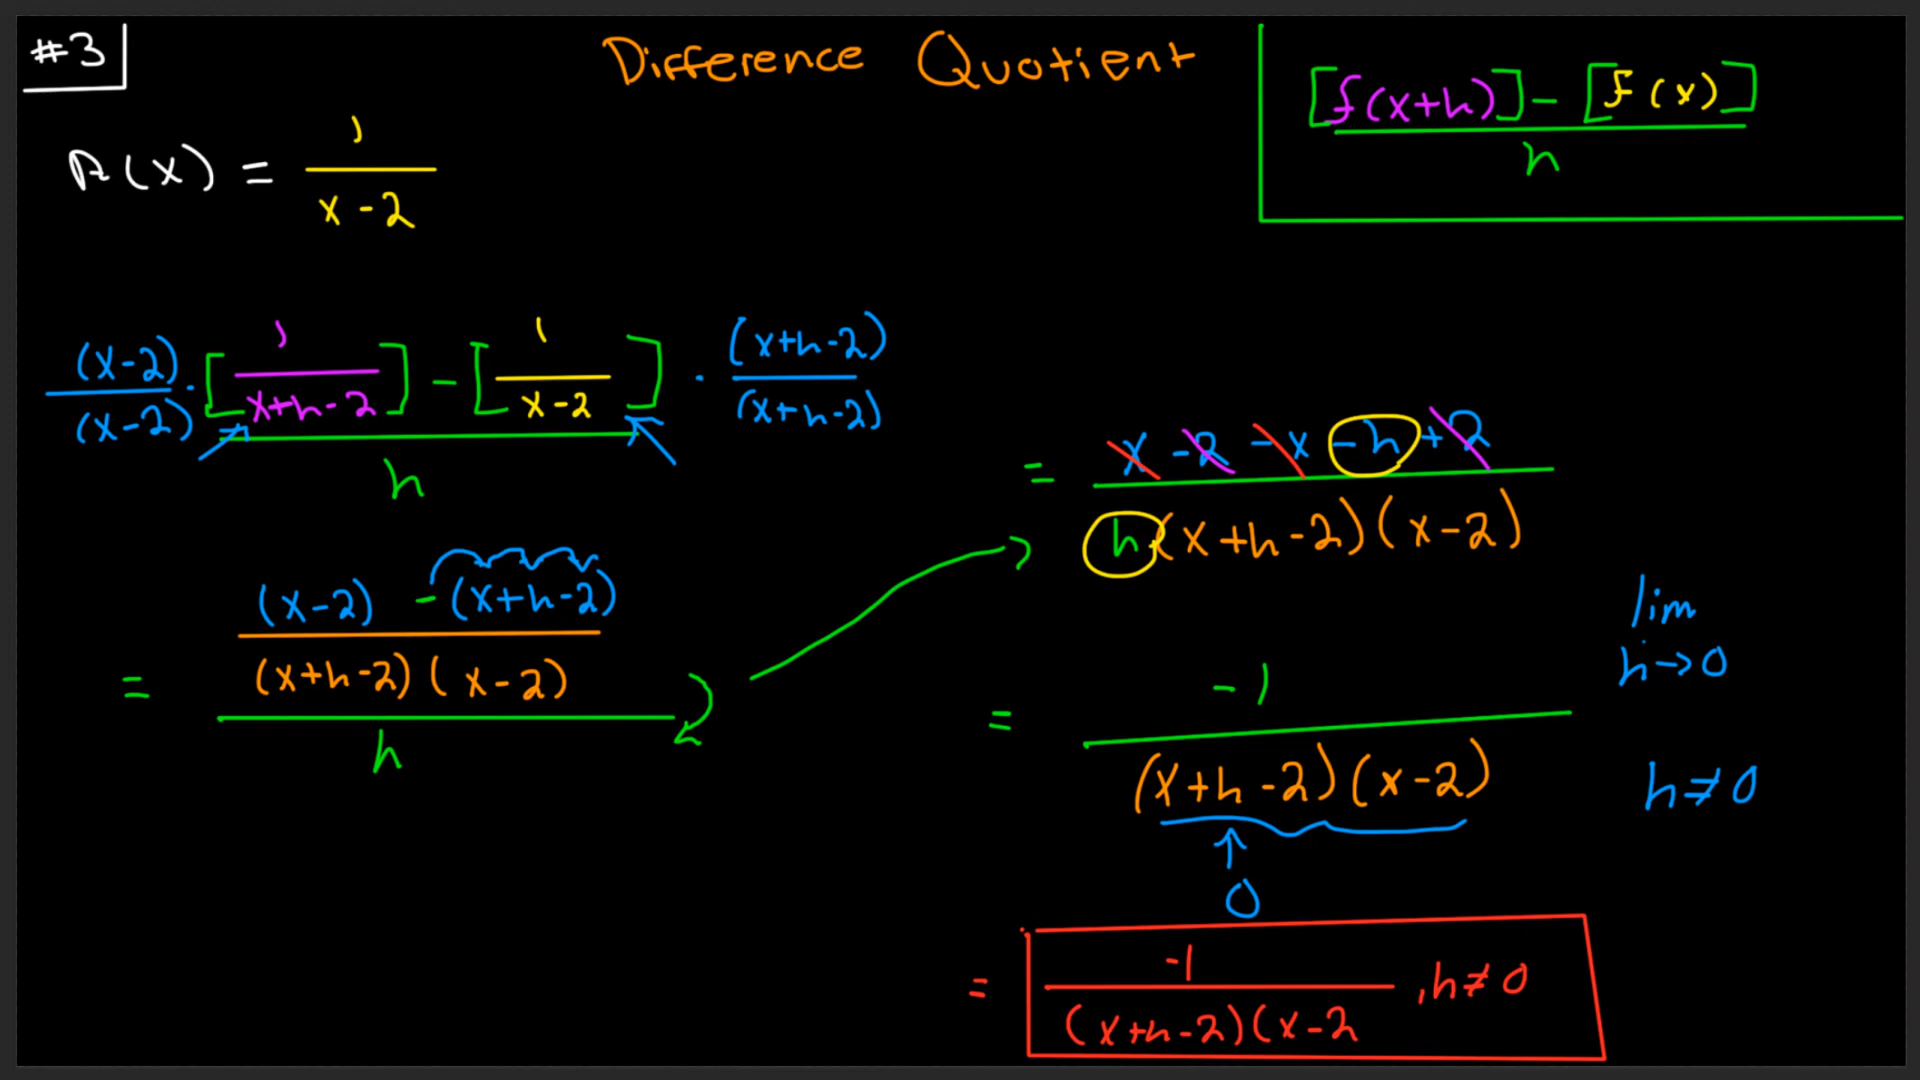 #3
Difference Quotient
[f(x+h)] - [f(x)]
h
R(x) = 1
x - 2
(x-2) · [ 1 ] - [ 1 ] · (x+h-2)
(x-2) x+h-2 x-2 (x+h-2)
h
(x-2) - (x+h-2)
= (x+h-2)(x-2)
h
= x - 2 - x - h + 2
h(x+h-2)(x-2)
lim
h→0
= -1
(x+h-2)(x-2)
h≠0
0
= -1 , h≠0
(x+h-2)(x-2